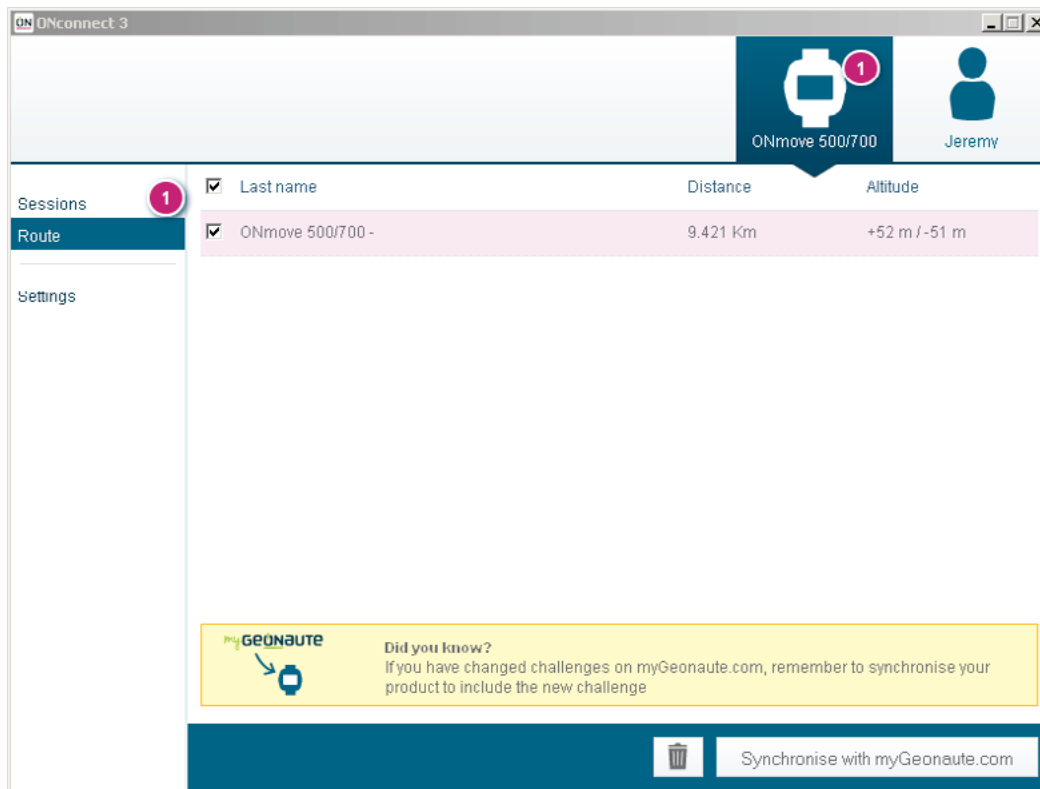 ON ONconnect 3
1
ONmove 500/700
Jeremy
Sessions
1
Route
Settings
Last name Distance Altitude
ONmove 500/700 - 9.421 Km +52 m / -51 m
myGEONAUTE
Did you know?
If you have changed challenges on myGeonaute.com, remember to synchronise your
product to include the new challenge
Synchronise with myGeonaute.com